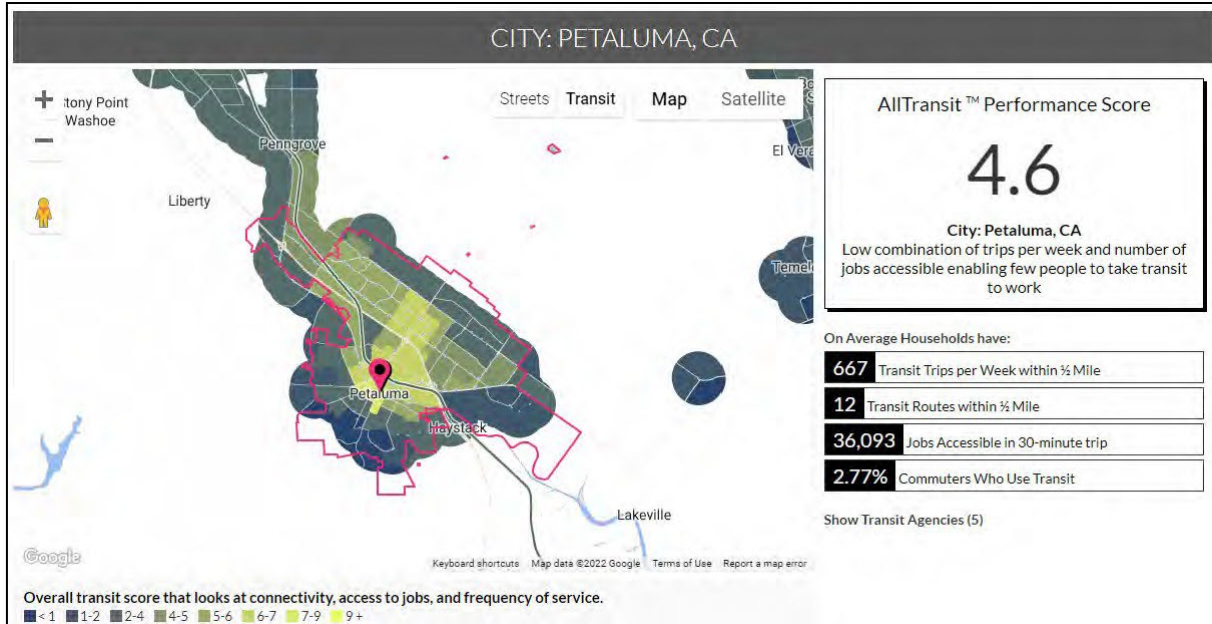 CITY: PETALUMA, CA
tony Point
Washoe
Streets Transit Map Satellite
Penngrove
El Vera
Liberty
Temel
Petaluma
Haystack
Lakeville
Google
Keyboard shortcuts Map data ©2022 Google Terms of Use Report a map error
Overall transit score that looks at connectivity, access to jobs, and frequency of service.
< 1 1-2 2-4 4-5 5-6 6-7 7-9 9 +
AllTransit ™ Performance Score
4.6
City: Petaluma, CA
Low combination of trips per week and number of
jobs accessible enabling few people to take transit
to work
On Average Households have:
667 Transit Trips per Week within ½ Mile
12 Transit Routes within ½ Mile
36,093 Jobs Accessible in 30-minute trip
2.77% Commuters Who Use Transit
Show Transit Agencies (5)